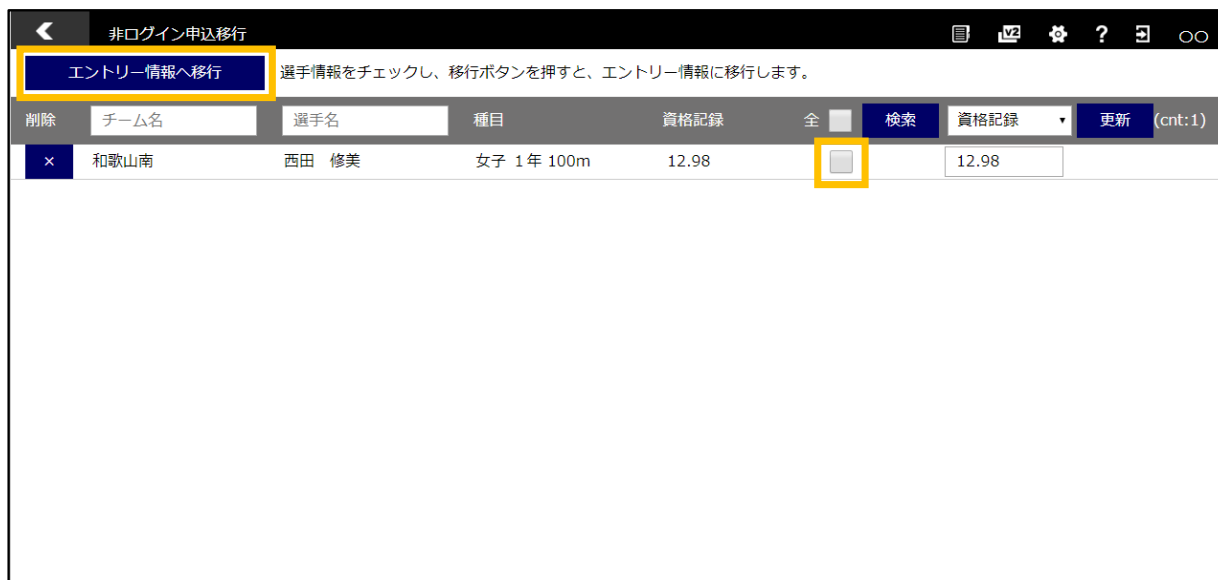 非ログイン申込移行 V2 ? ○○
エントリー情報へ移行 選手情報をチェックし、移行ボタンを押すと、エントリー情報に移行します。
削除 チーム名 選手名 種目 資格記録 全 検索 資格記録 ▼ 更新 (cnt:1)
× 和歌山南 西田 修美 女子 1年 100m 12.98 12.98